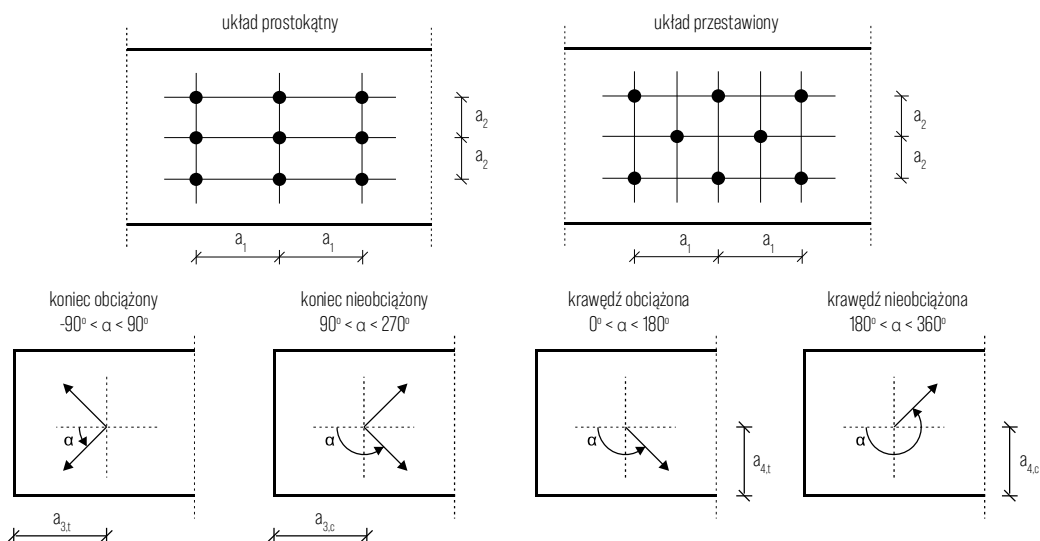 układ prostokątny
układ przestawiony
a₂
a₂
a₂
a₂
a₁
a₁
a₁
a₁
koniec obciążony
-90° < α < 90°
koniec nieobciążony
90° < α < 270°
krawędź obciążona
0° < α < 180°
krawędź nieobciążona
180° < α < 360°
α
α
α
α
a₄,t
a₄,c
a₃,t
a₃,c